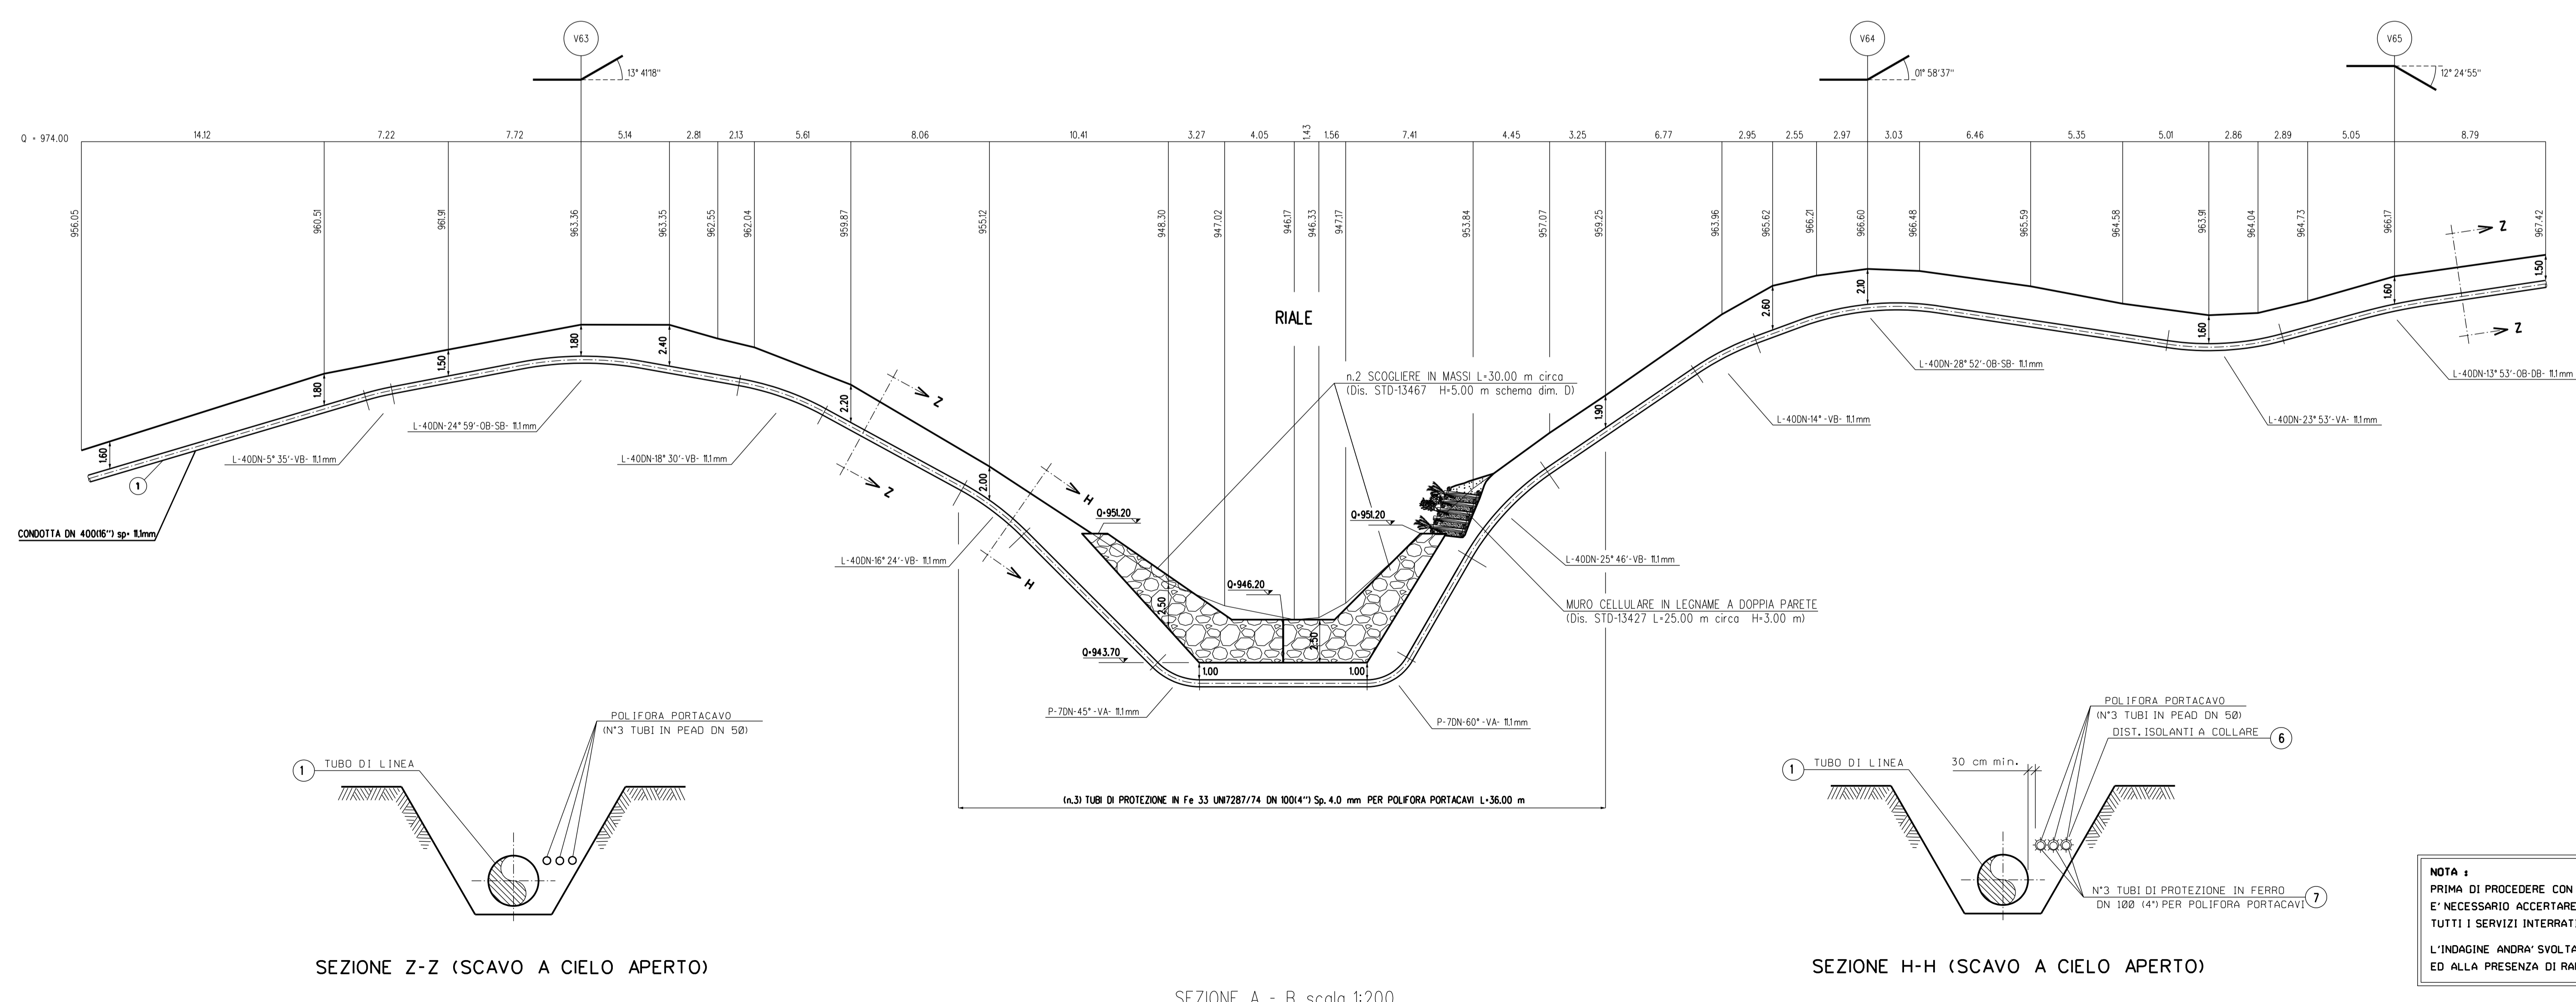 V63
V64
V65
13° 41'18"
01° 58'37"
12° 24'55"
Q = 974.00
14.12
7.22
7.72
5.14
2.81
2.13
5.61
8.06
10.41
3.27
4.05
1.43
1.56
7.41
4.45
3.25
6.77
2.95
2.55
2.97
3.03
6.46
5.35
5.01
2.86
2.89
5.05
8.79
956.05
960.51
961.91
963.36
963.35
962.55
962.04
959.87
955.12
948.30
947.02
946.17
946.33
947.17
953.84
957.07
959.25
963.96
965.62
966.21
966.60
966.48
965.59
964.58
963.91
964.04
964.73
966.17
967.42
Z
Z
1.50
1.60
1.60
2.10
2.60
1.90
RIALE
1.80
2.40
1.50
1.80
1.60
2.20
2.00
Z
Z
H
H
n.2 SCOGLIERE IN MASSI L=30.00 m circa
(Dis. STD-13467 H=5.00 m schema dim. D)
L-40DN-28° 52'-OB-SB- 11.1mm
L-40DN-13° 53'-OB-DB- 11.1mm
L-40DN-14° -VB- 11.1mm
L-40DN-23° 53'-VA- 11.1mm
L-40DN-24° 59'-OB-SB- 11.1mm
L-40DN-5° 35'-VB- 11.1mm
L-40DN-18° 30'-VB- 11.1mm
1
CONDOTTA DN 400(16") sp= 11.1mm
Q=951.20
Q=951.20
L-40DN-16° 24'-VB- 11.1mm
L-40DN-25° 46'-VB- 11.1mm
Q=946.20
2.50
2.50
MURO CELLULARE IN LEGNAME A DOPPIA PARETE
(Dis. STD-13427 L=25.00 m circa H=3.00 m)
Q=943.70
1.00
1.00
P-7DN-45° -VA- 11.1mm
P-7DN-60° -VA- 11.1mm
(n.3) TUBI DI PROTEZIONE IN Fe 33 UNI7287/74 DN 100(4") Sp. 4.0 mm PER POLIFORA PORTACAVI L=36.00 m
POLIFORA PORTACAVO
(N°3 TUBI IN PEAD DN 50)
1
TUBO DI LINEA
SEZIONE Z-Z (SCAVO A CIELO APERTO)
POLIFORA PORTACAVO
(N°3 TUBI IN PEAD DN 50)
DIST. ISOLANTI A COLLARE
6
1
TUBO DI LINEA
30 cm min.
N°3 TUBI DI PROTEZIONE IN FERRO
DN 100 (4") PER POLIFORA PORTACAVI
7
SEZIONE H-H (SCAVO A CIELO APERTO)
NOTA :
PRIMA DI PROCEDERE CON
E' NECESSARIO ACCERTARE
TUTTI I SERVIZI INTERRATI
L'INDAGINE ANDRA' SVOLTA
ED ALLA PRESENZA DI
SEZIONE A - B scala 1:200